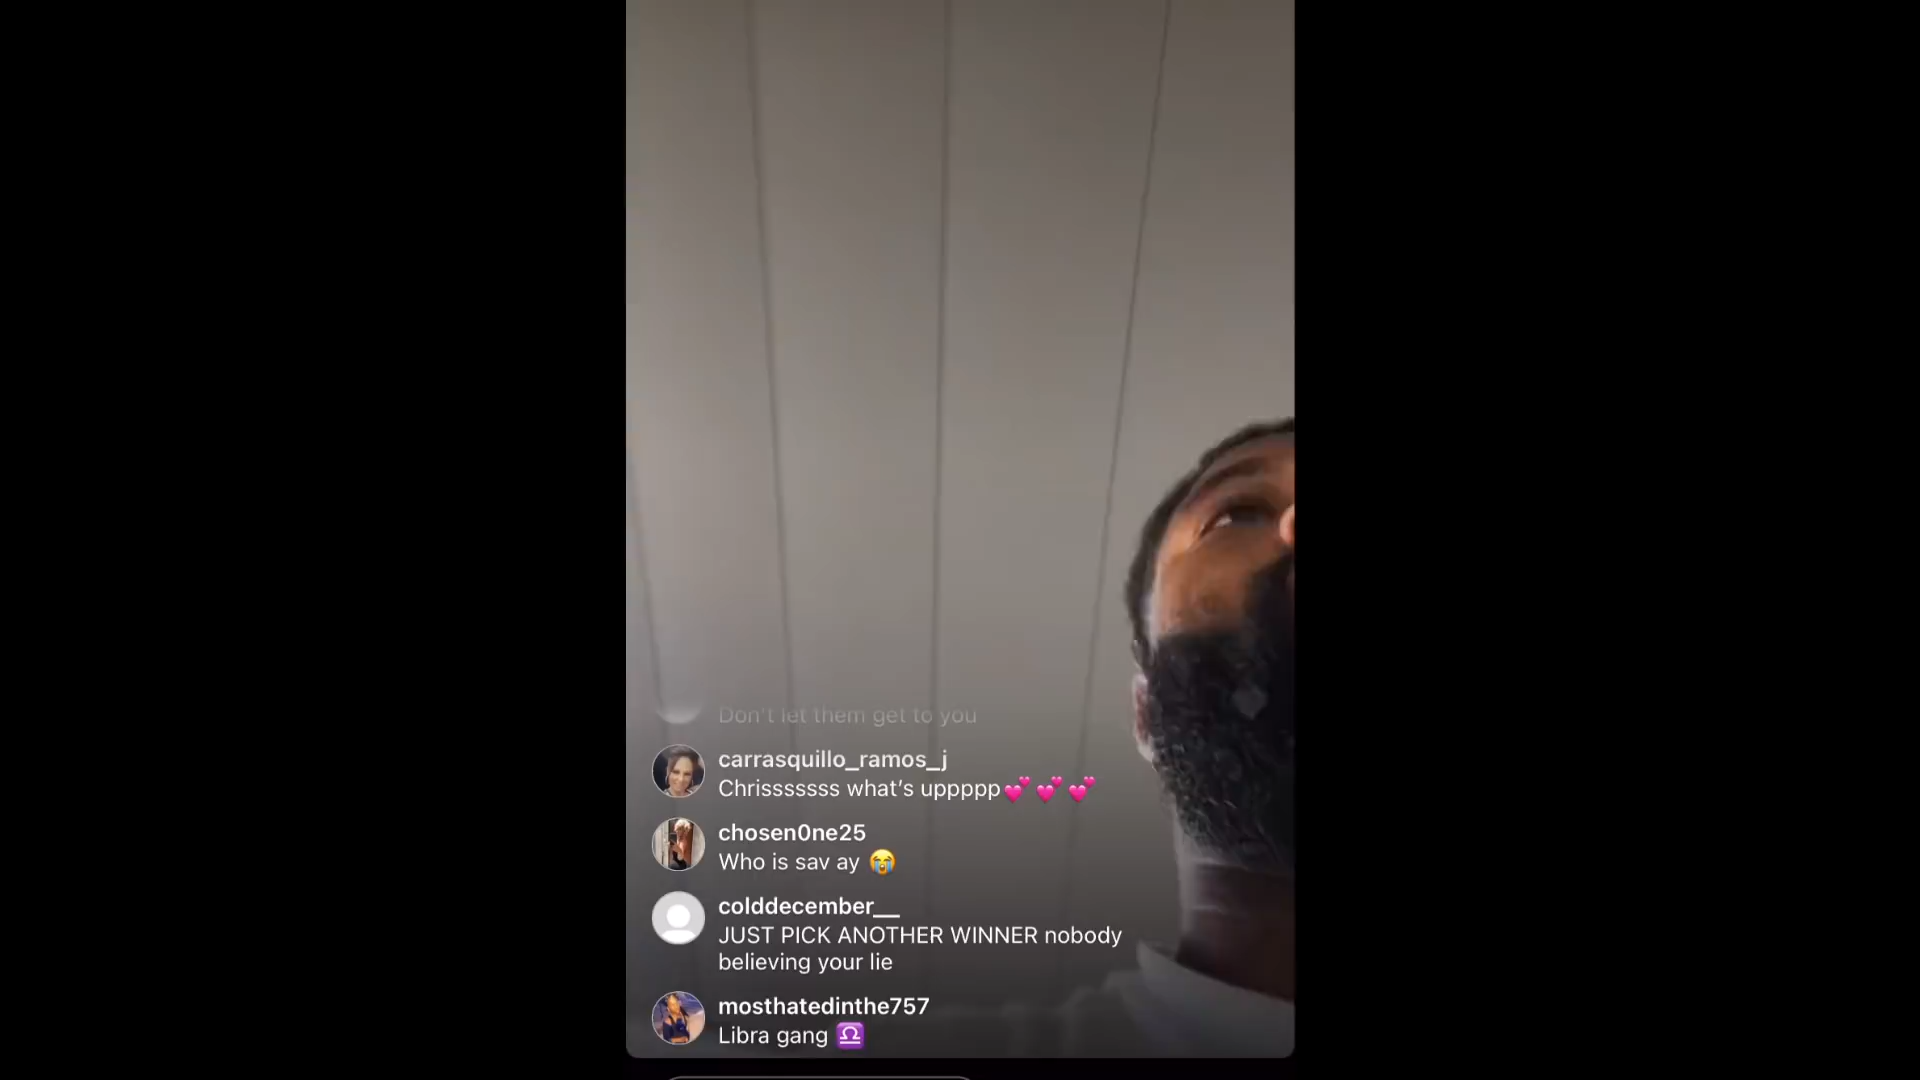 Don't let them get to you
carrasquillo_ramos_j
Chrisssssss what's uppppp💕💕💕
chosen0ne25
Who is sav ay 😭
colddecember__
JUST PICK ANOTHER WINNER nobody
believing your lie
mosthatedinthe757
Libra gang ♎